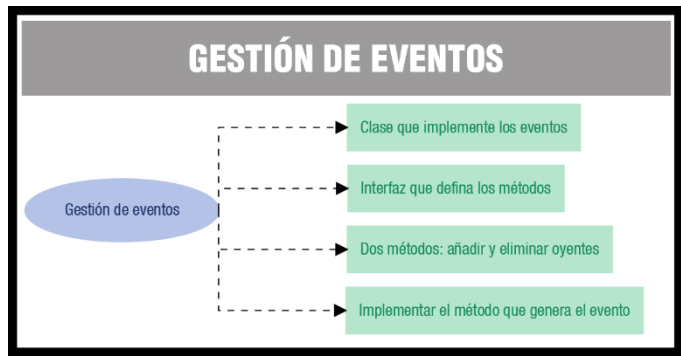 GESTIÓN DE EVENTOS
Gestión de eventos
Clase que implemente los eventos
Interfaz que defina los métodos
Dos métodos: añadir y eliminar oyentes
Implementar el método que genera el evento